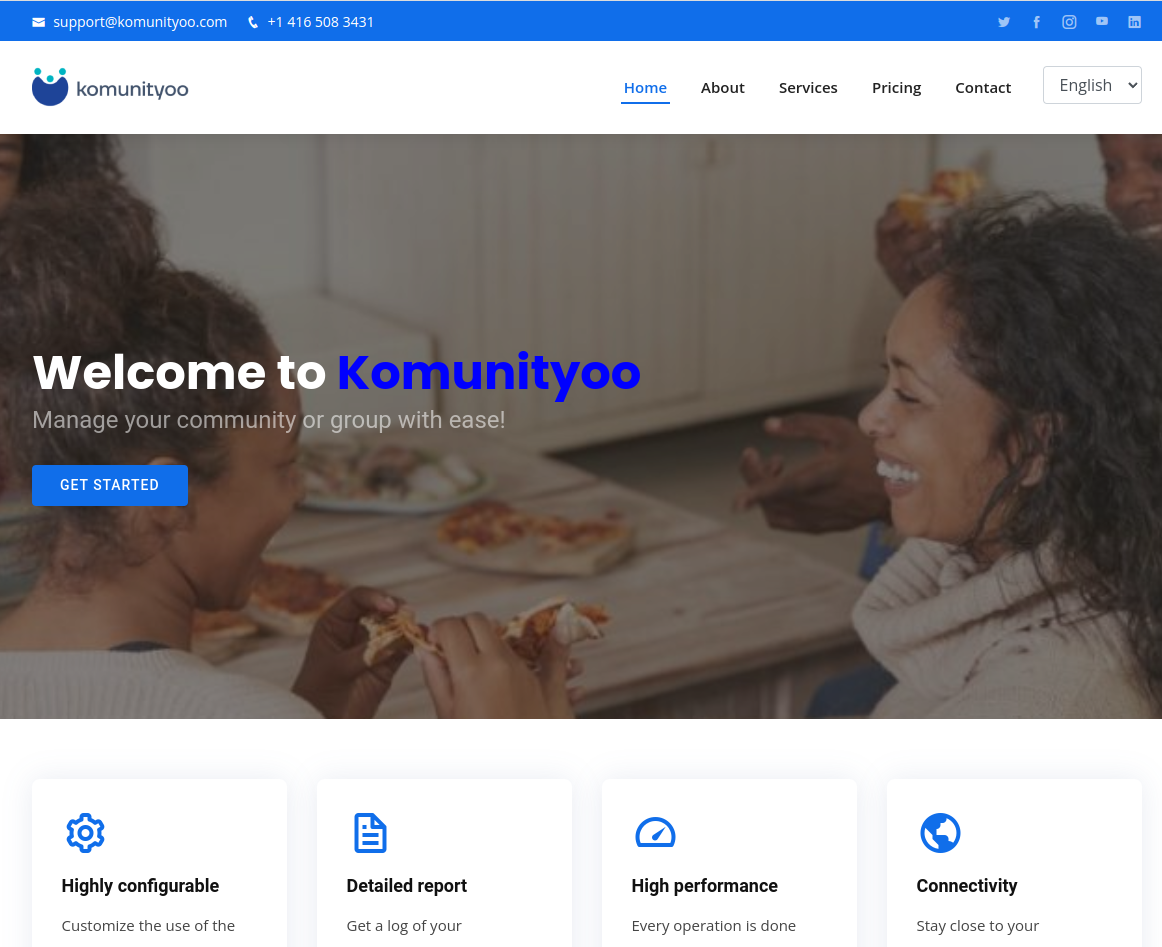 support@komunityoo.com +1 416 508 3431
komunityoo
Home About Services Pricing Contact English
Welcome to Komunityoo
Manage your community or group with ease!
GET STARTED
Highly configurable Detailed report High performance Connectivity
Customize the use of the Get a log of your Every operation is done Stay close to your